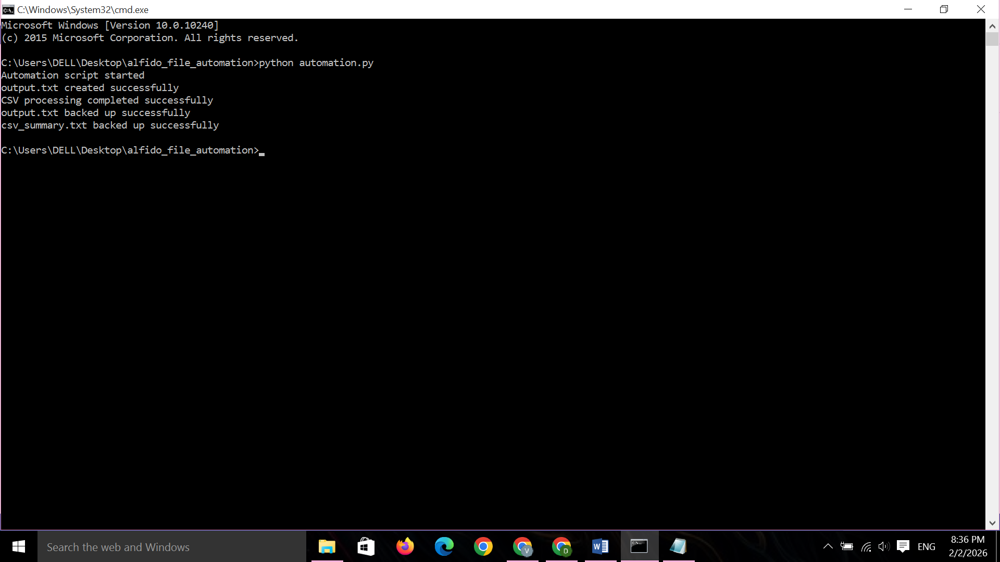 C:\Windows\System32\cmd.exe
Microsoft Windows [Version 10.0.10240]
(c) 2015 Microsoft Corporation. All rights reserved.
C:\Users\DELL\Desktop\alfido_file_automation>python automation.py
Automation script started
output.txt created successfully
CSV processing completed successfully
output.txt backed up successfully
csv_summary.txt backed up successfully
C:\Users\DELL\Desktop\alfido_file_automation>
Search the web and Windows
V
D
W
ENG
8:36 PM
2/2/2026